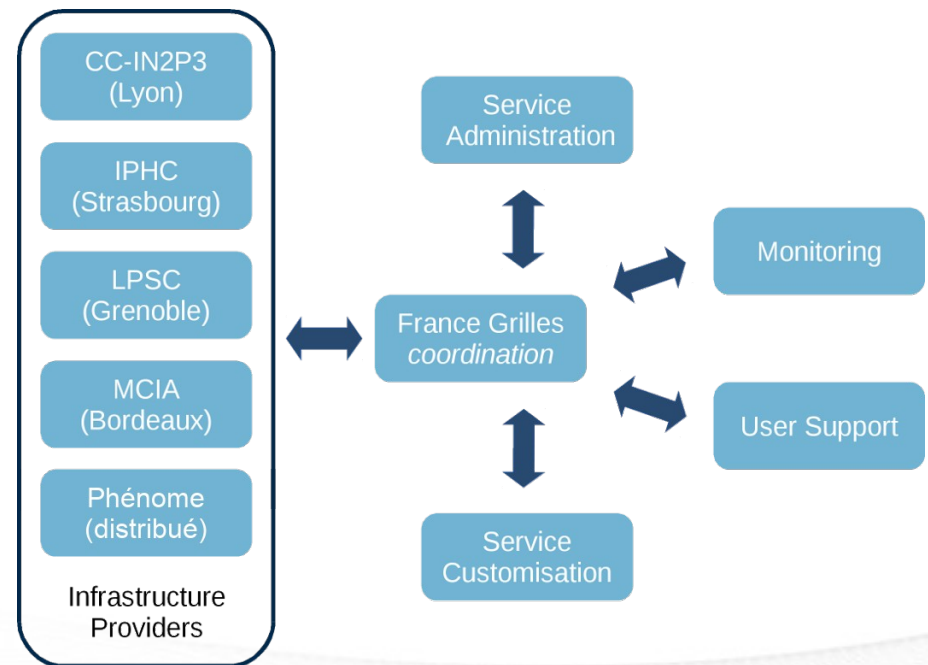 CC-IN2P3
(Lyon)
IPHC
(Strasbourg)
LPSC
(Grenoble)
MCIA
(Bordeaux)
Phénome
(distribué)
Infrastructure
Providers
Service
Administration
France Grilles
coordination
Service
Customisation
Monitoring
User Support